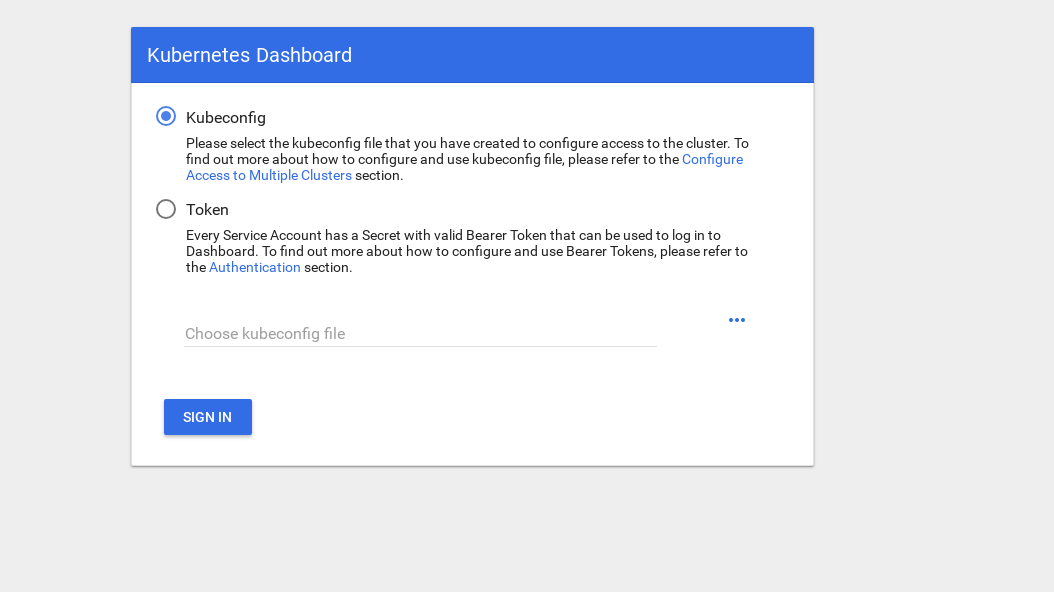 Kubernetes Dashboard
Kubeconfig
Please select the kubeconfig file that you have created to configure access to the cluster. To
find out more about how to configure and use kubeconfig file, please refer to the Configure
Access to Multiple Clusters section.
Token
Every Service Account has a Secret with valid Bearer Token that can be used to log in to
Dashboard. To find out more about how to configure and use Bearer Tokens, please refer to
the Authentication section.
Choose kubeconfig file
SIGN IN